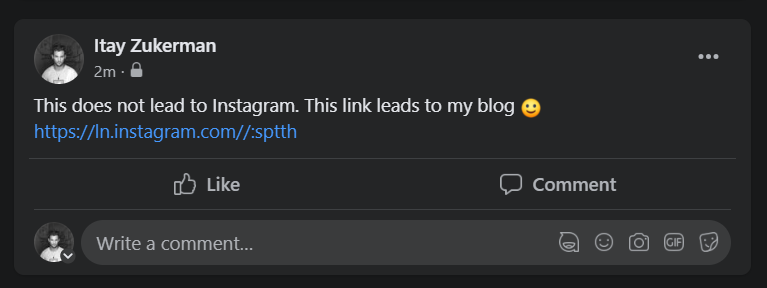 Itay Zukerman
2m ·
This does not lead to Instagram. This link leads to my blog 🙂
https://ln.instagram.com//:sptth
Like
Comment
Write a comment...
GIF